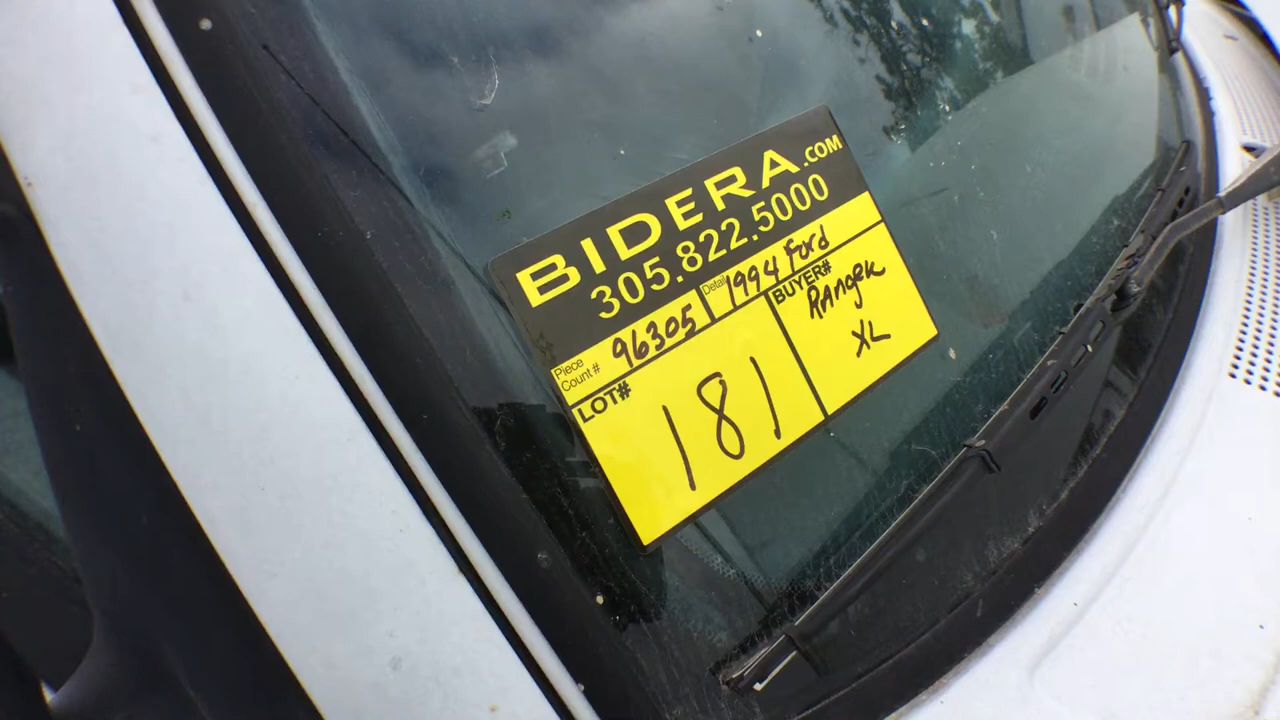 BIDERA.COM
305.822.5000
Piece Count # 96305 Detail 1994 Ford
LOT# 181
BUYER# Ranger
XL